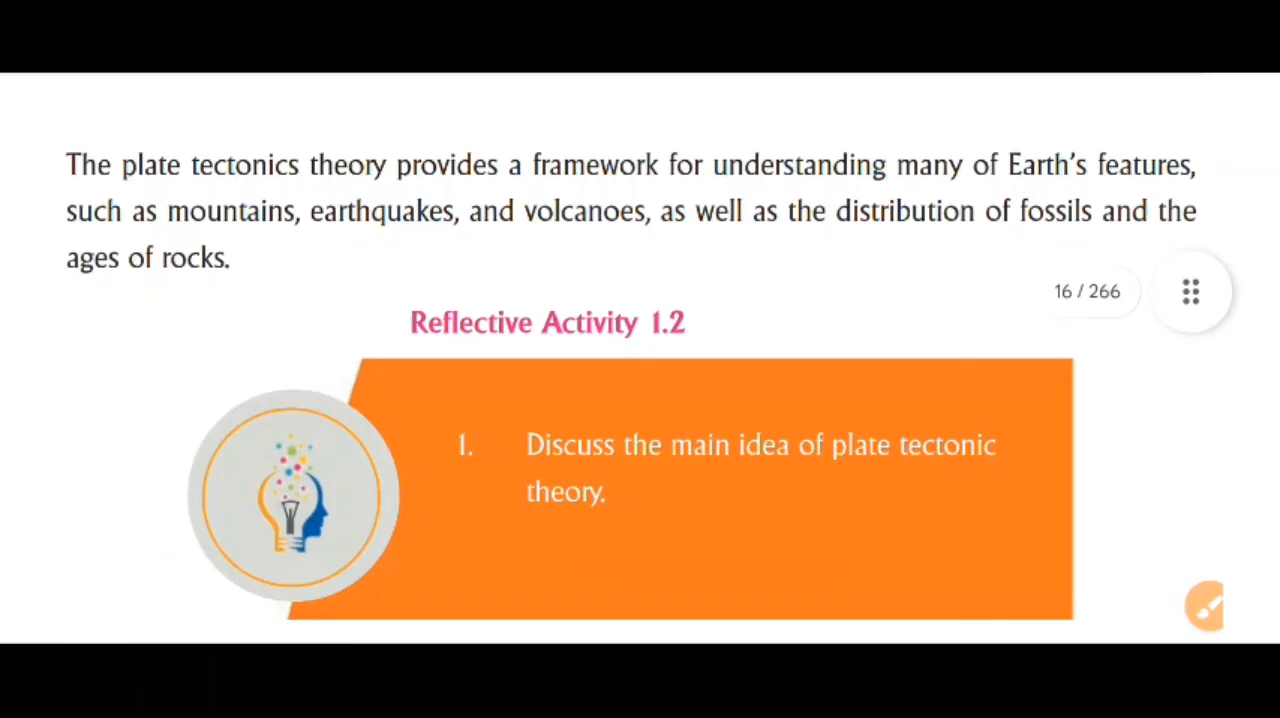 The plate tectonics theory provides a framework for understanding many of Earth's features,
such as mountains, earthquakes, and volcanoes, as well as the distribution of fossils and the
ages of rocks.
16 / 266
Reflective Activity 1.2
1. Discuss the main idea of plate tectonic
theory.